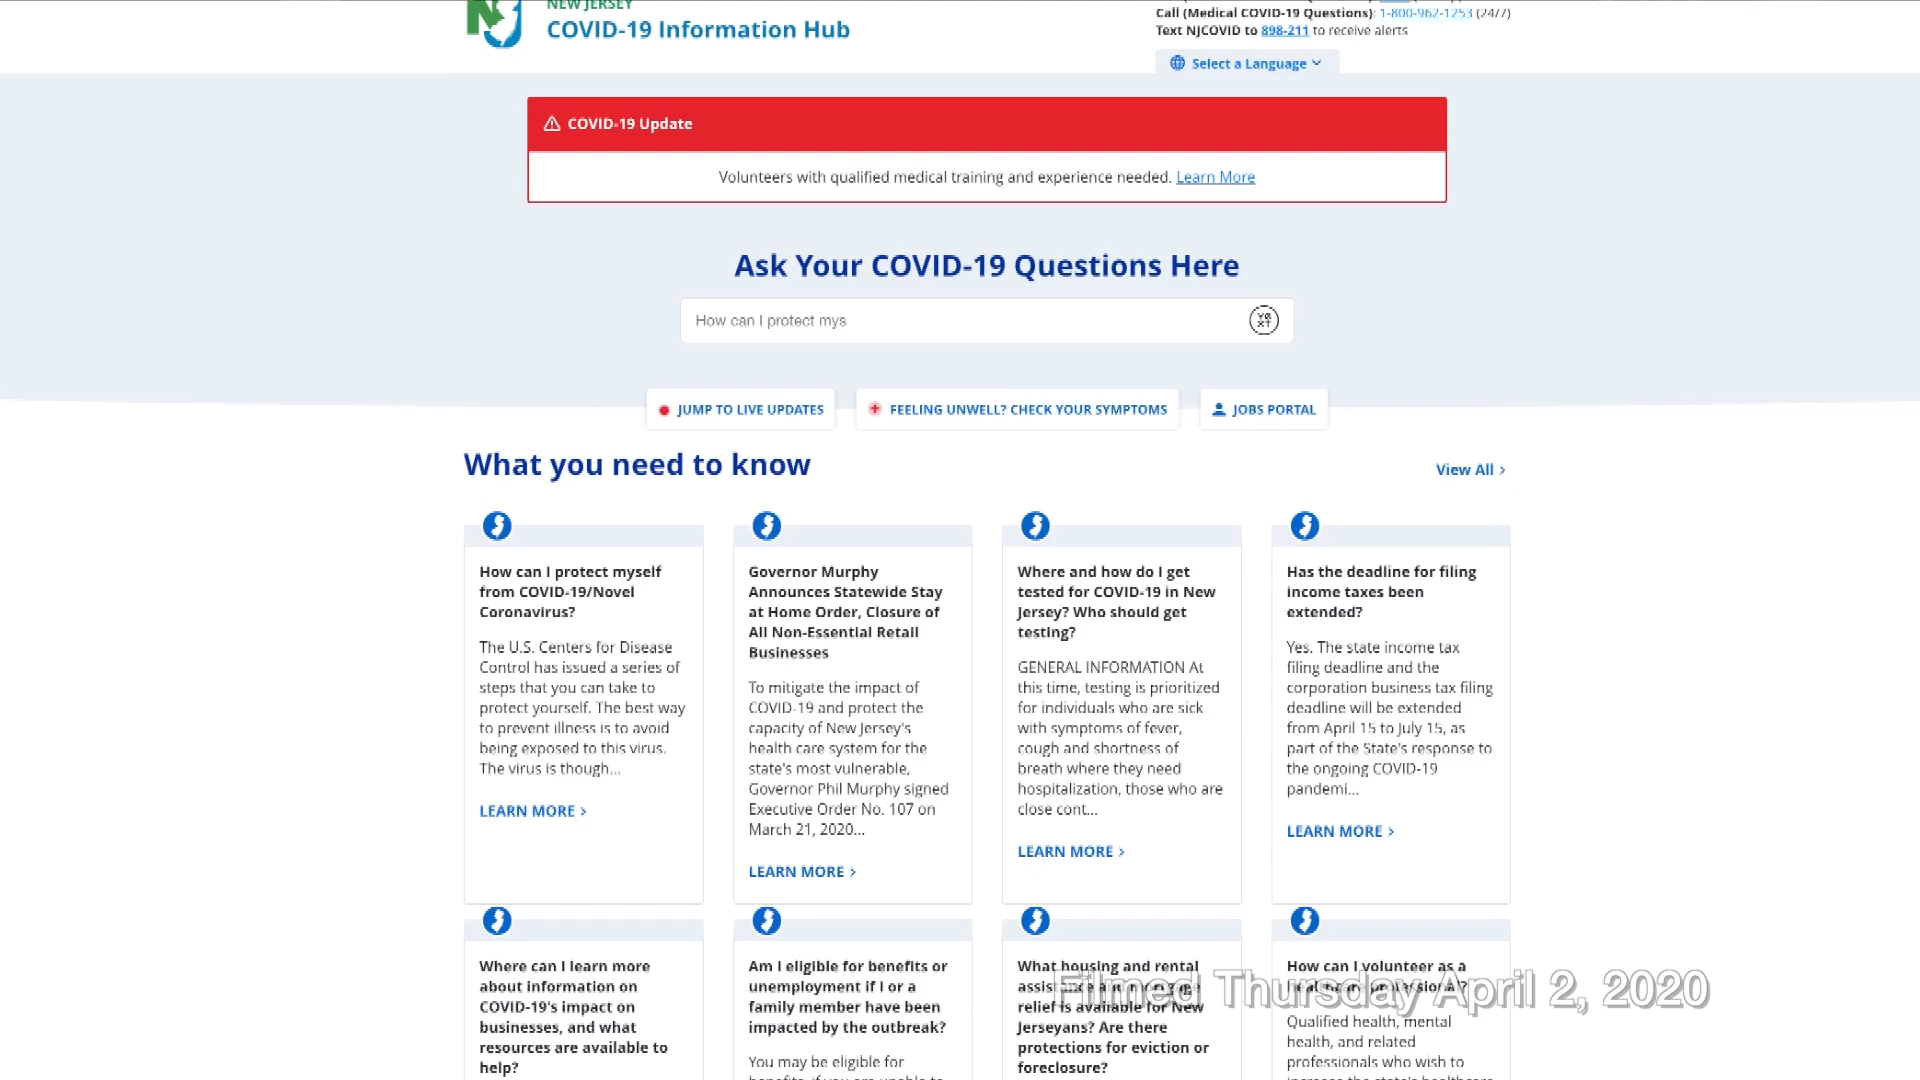 NEW JERSEY
COVID-19 Information Hub
Call (Medical COVID-19 Questions): 1-800-962-1253 (24/7)
Text NJCOVID to 898-211 to receive alerts
Select a Language
COVID-19 Update
Volunteers with qualified medical training and experience needed. Learn More
Ask Your COVID-19 Questions Here
How can I protect mys
JUMP TO LIVE UPDATES
FEELING UNWELL? CHECK YOUR SYMPTOMS
JOBS PORTAL
What you need to know
View All >
How can I protect myself
from COVID-19/Novel
Coronavirus?
The U.S. Centers for Disease
Control has issued a series of
steps that you can take to
protect yourself. The best way
to prevent illness is to avoid
being exposed to this virus.
The virus is though...
LEARN MORE >
Governor Murphy
Announces Statewide Stay
at Home Order, Closure of
All Non-Essential Retail
Businesses
To mitigate the impact of
COVID-19 and protect the
capacity of New Jersey's
health care system for the
state's most vulnerable,
Governor Phil Murphy signed
Executive Order No. 107 on
March 21, 2020...
LEARN MORE >
Where and how do I get
tested for COVID-19 in New
Jersey? Who should get
testing?
GENERAL INFORMATION At
this time, testing is prioritized
for individuals who are sick
with symptoms of fever,
cough and shortness of
breath where they need
hospitalization, those who are
close cont...
LEARN MORE >
Has the deadline for filing
income taxes been
extended?
Yes. The state income tax
filing deadline and the
corporation business tax filing
deadline will be extended
from April 15 to July 15, as
part of the State's response to
the ongoing COVID-19
pandemi...
LEARN MORE >
Where can I learn more
about information on
COVID-19's impact on
businesses, and what
resources are available to
help?
Am I eligible for benefits or
unemployment if I or a
family member have been
impacted by the outbreak?
You may be eligible for
What housing and rental
assistance and mortgage
relief is available for New
Jerseyans? Are there
protections for eviction or
foreclosure?
How can I volunteer as a
healthcare professional?
Qualified health, mental
health, and related
professionals who wish to
Filmed Thursday April 2, 2020